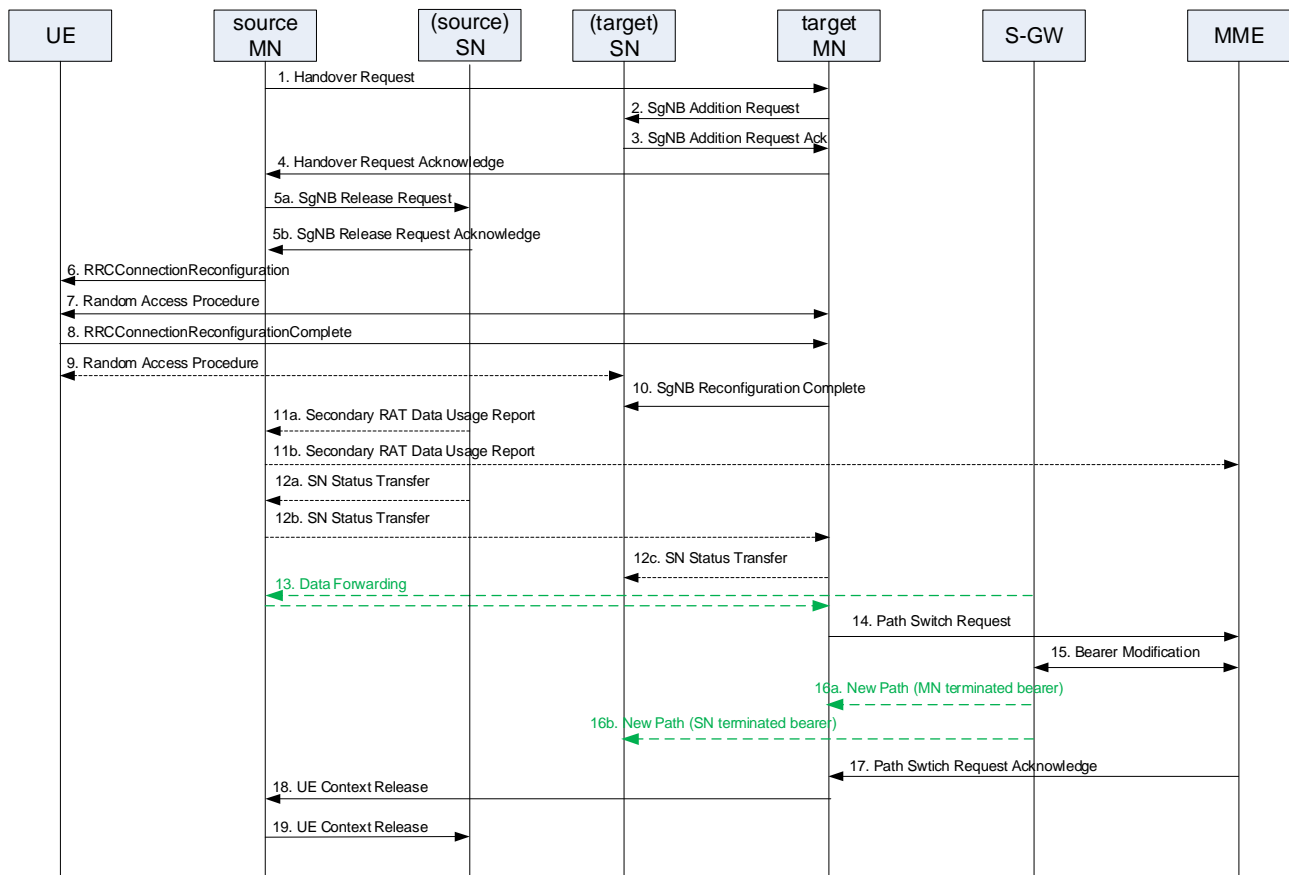 UE
source
MN
(source)
SN
(target)
SN
target
MN
S-GW
MME
1. Handover Request
2. SgNB Addition Request
3. SgNB Addition Request Ack
4. Handover Request Acknowledge
5a. SgNB Release Request
5b. SgNB Release Request Acknowledge
6. RRCConnectionReconfiguration
7. Random Access Procedure
8. RRCConnectionReconfigurationComplete
9. Random Access Procedure
10. SgNB Reconfiguration Complete
11a. Secondary RAT Data Usage Report
11b. Secondary RAT Data Usage Report
12a. SN Status Transfer
12b. SN Status Transfer
12c. SN Status Transfer
13. Data Forwarding
14. Path Switch Request
15. Bearer Modification
16a. New Path (MN terminated bearer)
16b. New Path (SN terminated bearer)
17. Path Swtich Request Acknowledge
18. UE Context Release
19. UE Context Release